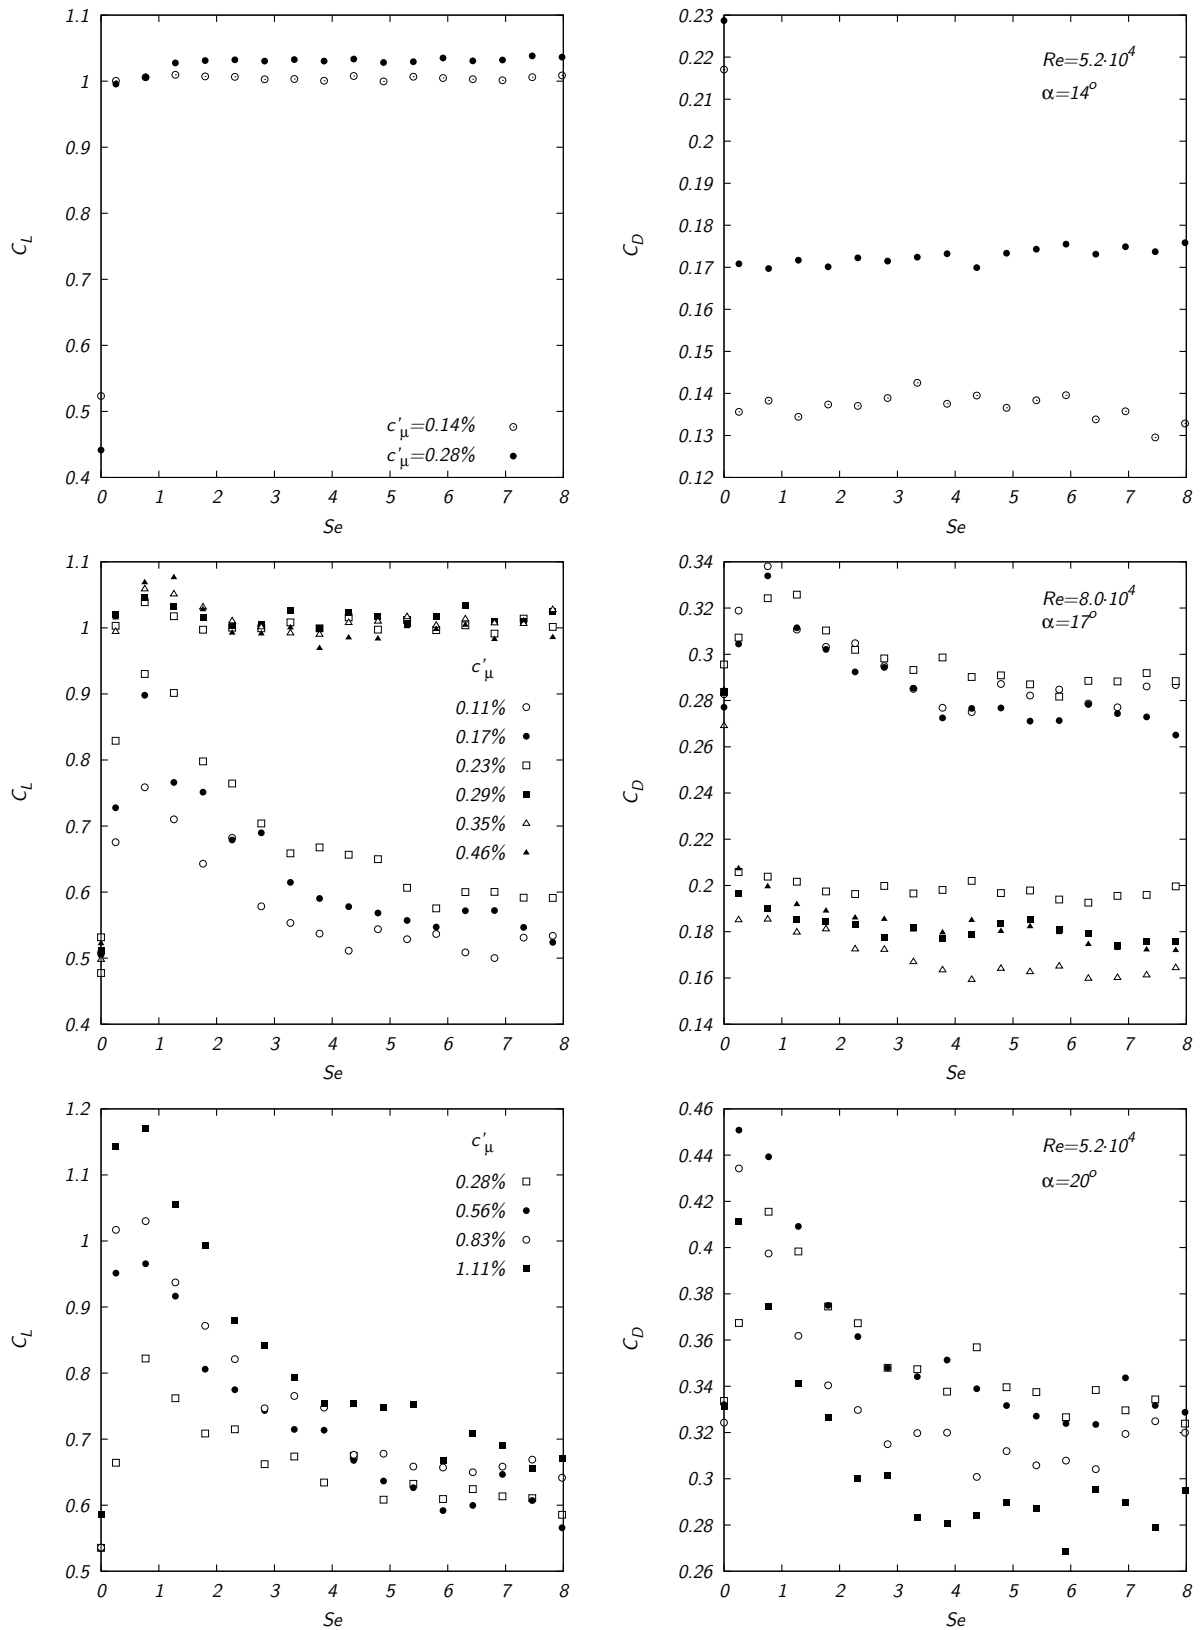 1.1
1
0.9
0.8
0.7
0.6
0.5
0.4
C_L
0 1 2 3 4 5 6 7 8
Se
c'_μ=0.14%
c'_μ=0.28%
0.23
0.22
0.21
0.2
0.19
0.18
0.17
0.16
0.15
0.14
0.13
0.12
C_D
0 1 2 3 4 5 6 7 8
Se
Re=5.2·10^4
α=14^o
1.1
1
0.9
0.8
0.7
0.6
0.5
0.4
C_L
0 1 2 3 4 5 6 7 8
Se
c'_μ
0.11%
0.17%
0.23%
0.29%
0.35%
0.46%
0.34
0.32
0.3
0.28
0.26
0.24
0.22
0.2
0.18
0.16
0.14
C_D
0 1 2 3 4 5 6 7 8
Se
Re=8.0·10^4
α=17^o
1.2
1.1
1
0.9
0.8
0.7
0.6
0.5
C_L
0 1 2 3 4 5 6 7 8
Se
c'_μ
0.28%
0.56%
0.83%
1.11%
0.46
0.44
0.42
0.4
0.38
0.36
0.34
0.32
0.3
0.28
0.26
C_D
0 1 2 3 4 5 6 7 8
Se
Re=5.2·10^4
α=20^o